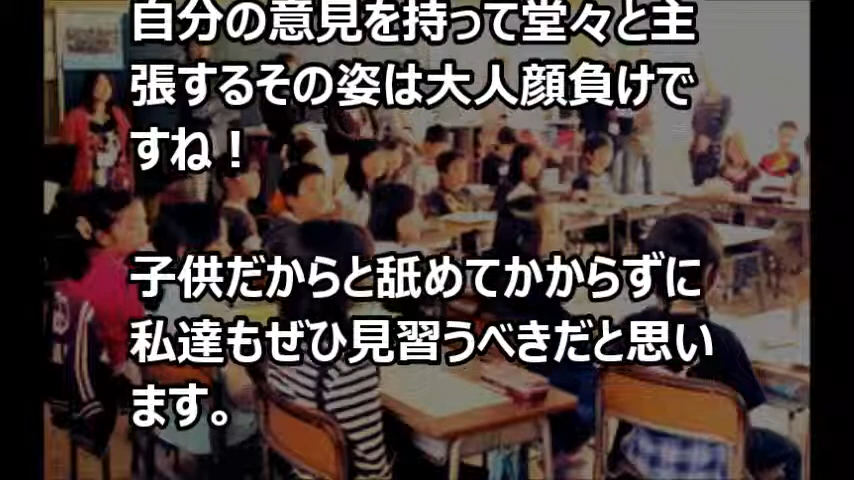 自分の意見を持って堂々と主
張するその姿は大人顔負けで
すね！
子供だからと舐めてかからずに
私達もぜひ見習うべきだと思い
ます。